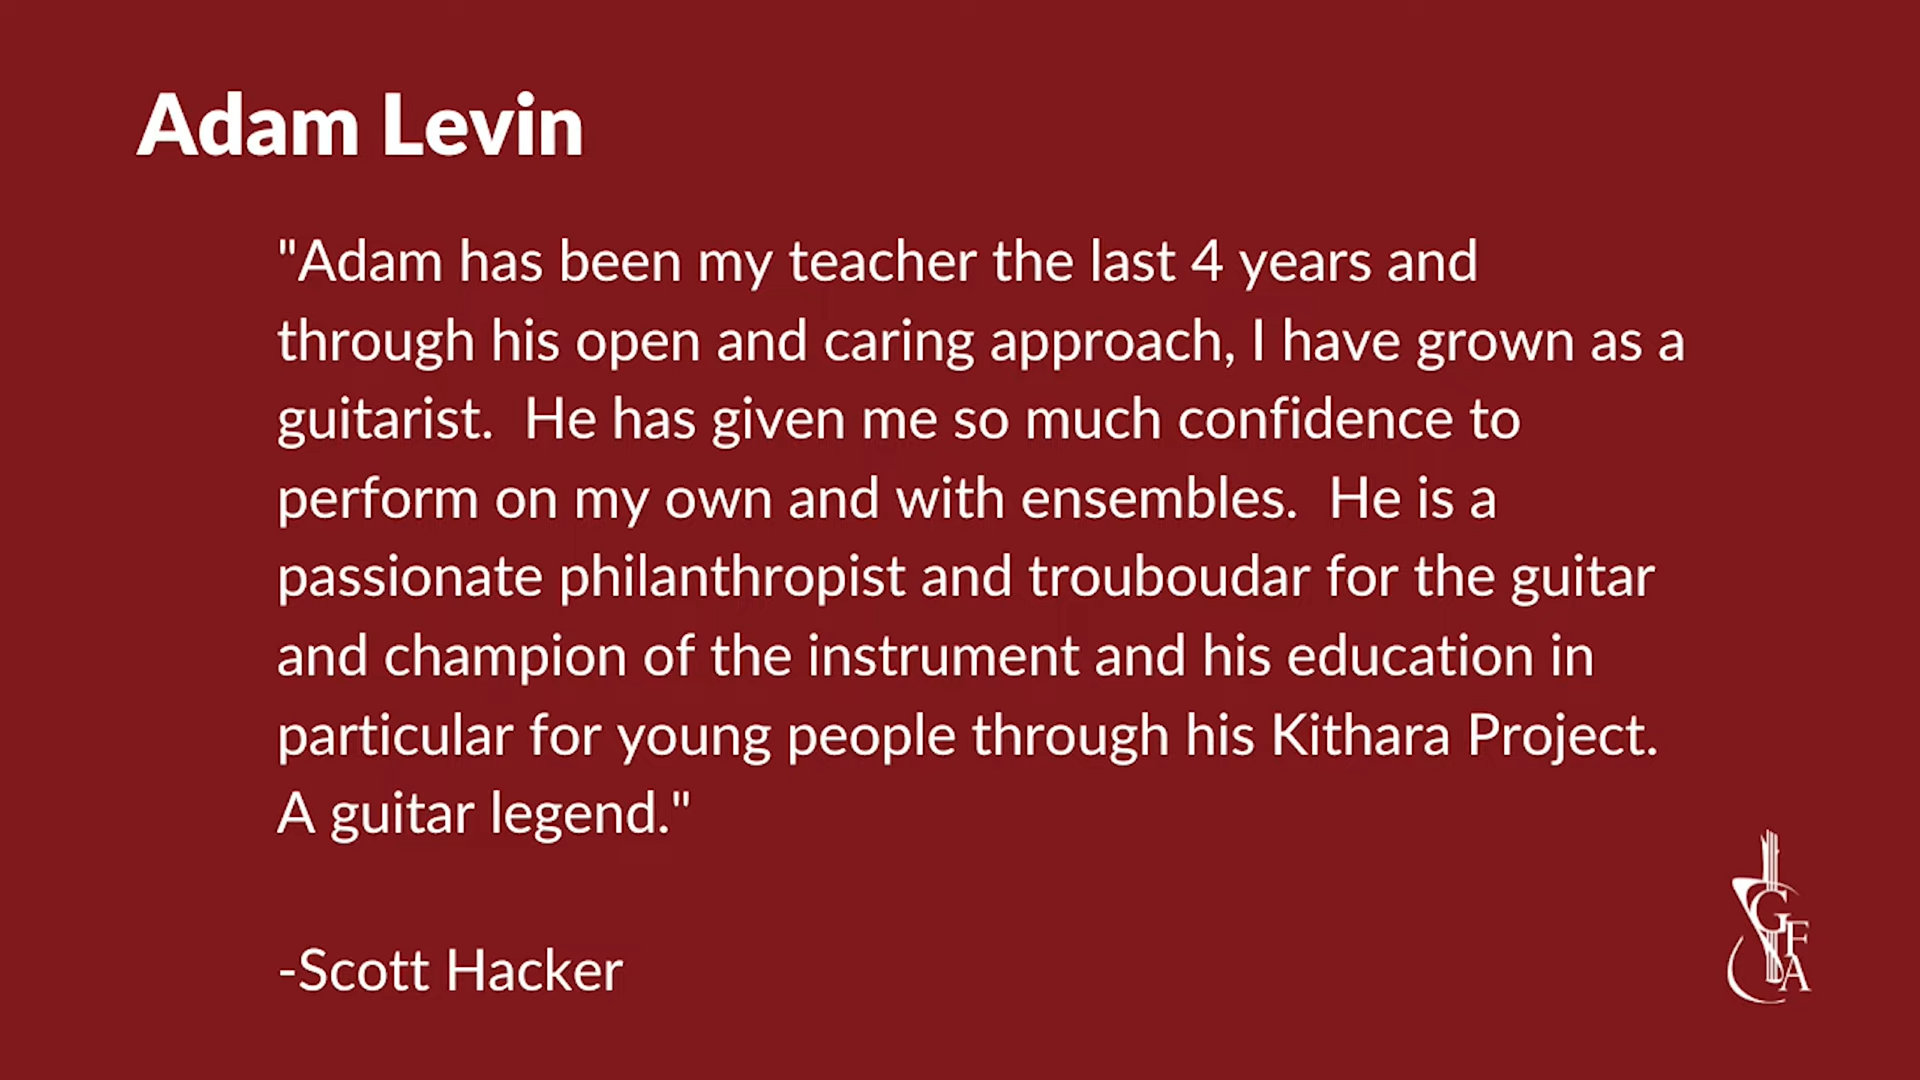 Adam Levin
"Adam has been my teacher the last 4 years and
through his open and caring approach, I have grown as a
guitarist.  He has given me so much confidence to
perform on my own and with ensembles.  He is a
passionate philanthropist and trouboudar for the guitar
and champion of the instrument and his education in
particular for young people through his Kithara Project.
A guitar legend."
-Scott Hacker
GFA